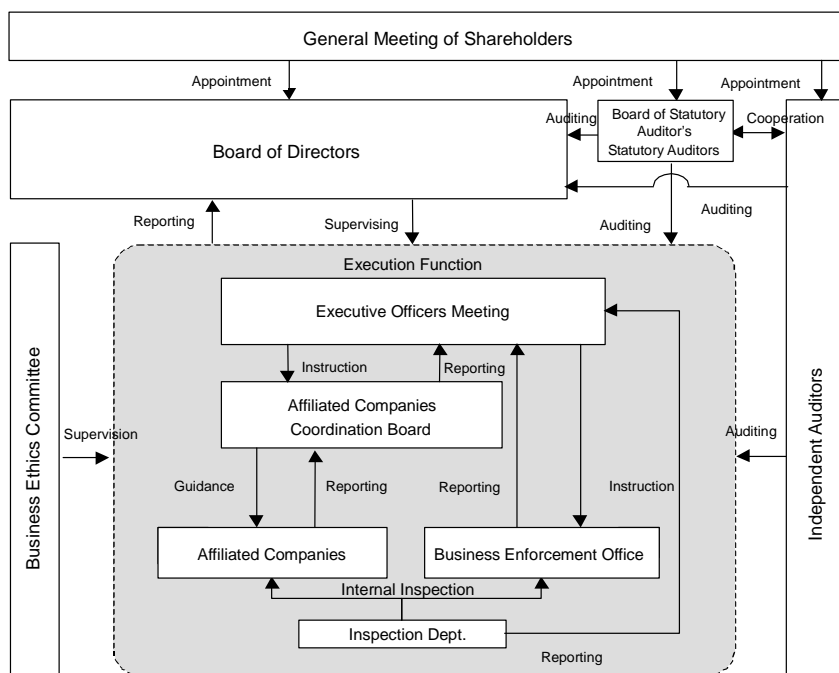 General Meeting of Shareholders
Appointment
Appointment
Appointment
Board of Directors
Auditing
Board of Statutory
Auditor's
Statutory Auditors
Cooperation
Reporting
Supervising
Auditing
Auditing
Execution Function
Executive Officers Meeting
Instruction
Reporting
Affiliated Companies
Coordination Board
Business Ethics Committee
Supervision
Auditing
Independent Auditors
Guidance
Reporting
Reporting
Instruction
Affiliated Companies
Business Enforcement Office
Internal Inspection
Inspection Dept.
Reporting